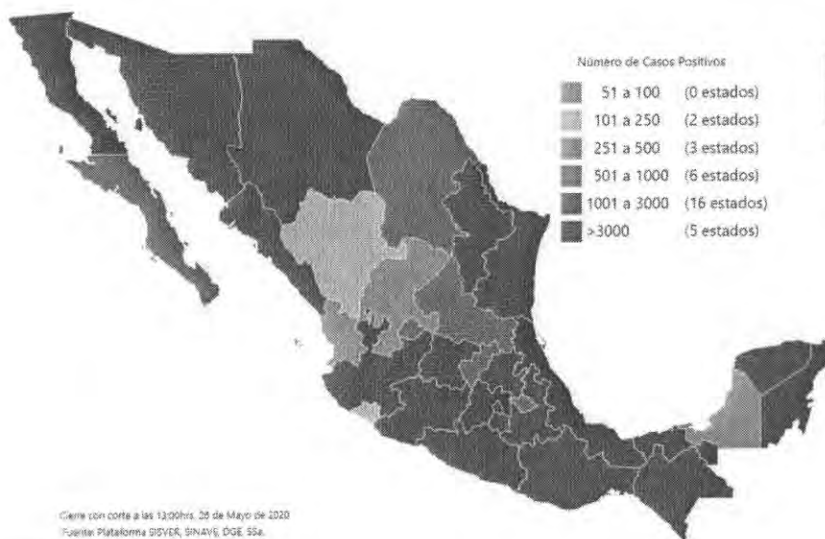 Número de Casos Positivos
51 a 100 (0 estados)
101 a 250 (2 estados)
251 a 500 (3 estados)
501 a 1000 (6 estados)
1001 a 3000 (16 estados)
>3000 (5 estados)
Cierre con corte a las 13:00hrs, 26 de Mayo de 2020
Fuente: Plataforma SISVER, SINAVE, DGE, SSa.